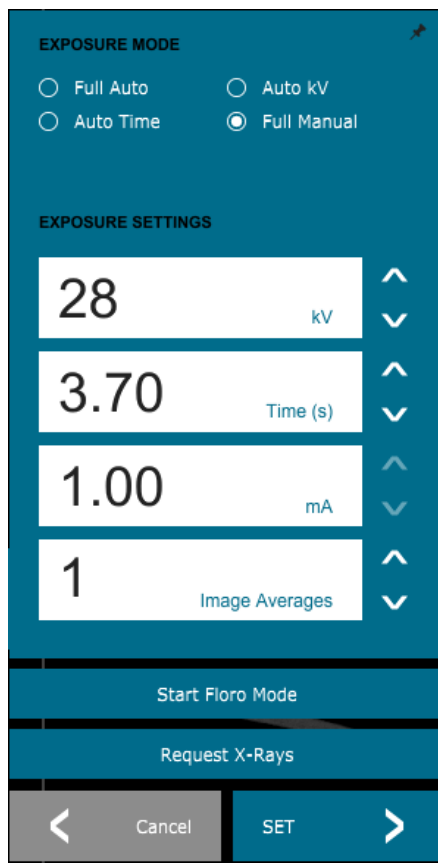 EXPOSURE MODE
Full Auto
Auto kV
Auto Time
Full Manual
EXPOSURE SETTINGS
28
kV
3.70
Time (s)
1.00
mA
1
Image Averages
Start Floro Mode
Request X-Rays
Cancel
SET